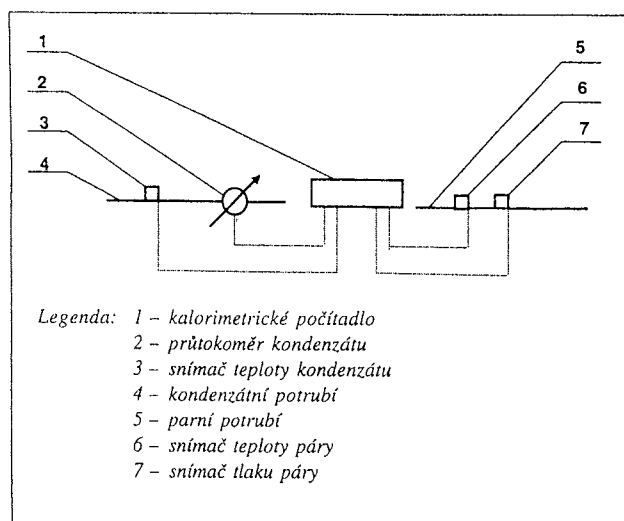 1
2
3
4
5
6
7
Legenda: 1 – kalorimetrické počítadlo
2 – průtokoměr kondenzátu
3 – snímač teploty kondenzátu
4 – kondenzátní potrubí
5 – parní potrubí
6 – snímač teploty páry
7 – snímač tlaku páry